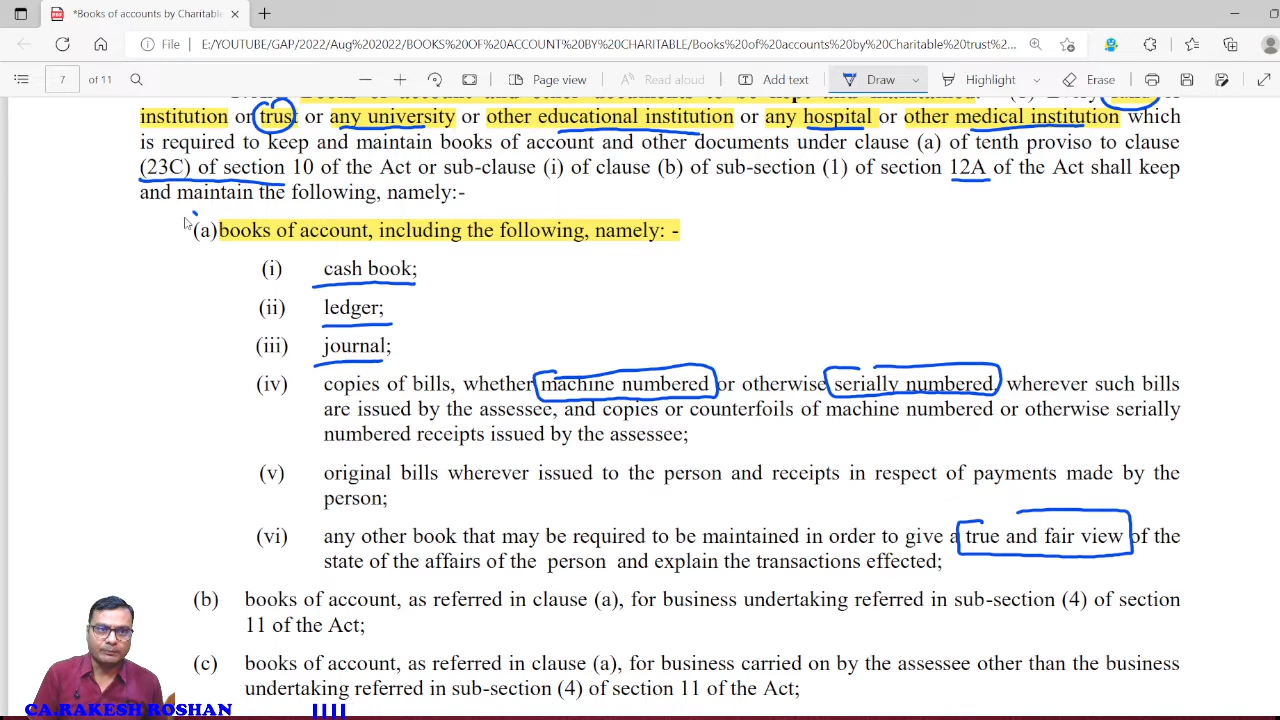 *Books of accounts by Charitable
File E:/YOUTUBE/GAP/2022/Aug%202022/BOOKS%20OF%20ACCOUNT%20BY%20CHARITABLE/Books%20of%20accounts%20by%20Charitable%20trust%...
7 of 11 Page view Read aloud Add text Draw Highlight Erase
institution or trust or any university or other educational institution or any hospital or other medical institution which
is required to keep and maintain books of account and other documents under clause (a) of tenth proviso to clause
(23C) of section 10 of the Act or sub-clause (i) of clause (b) of sub-section (1) of section 12A of the Act shall keep
and maintain the following, namely:-
(a) books of account, including the following, namely: -
(i) cash book;
(ii) ledger;
(iii) journal;
(iv) copies of bills, whether machine numbered or otherwise serially numbered, wherever such bills
are issued by the assessee, and copies or counterfoils of machine numbered or otherwise serially
numbered receipts issued by the assessee;
(v) original bills wherever issued to the person and receipts in respect of payments made by the
person;
(vi) any other book that may be required to be maintained in order to give a true and fair view of the
state of the affairs of the person and explain the transactions effected;
(b) books of account, as referred in clause (a), for business undertaking referred in sub-section (4) of section
11 of the Act;
(c) books of account, as referred in clause (a), for business carried on by the assessee other than the business
undertaking referred in sub-section (4) of section 11 of the Act;
CA.RAKESH ROSHAN